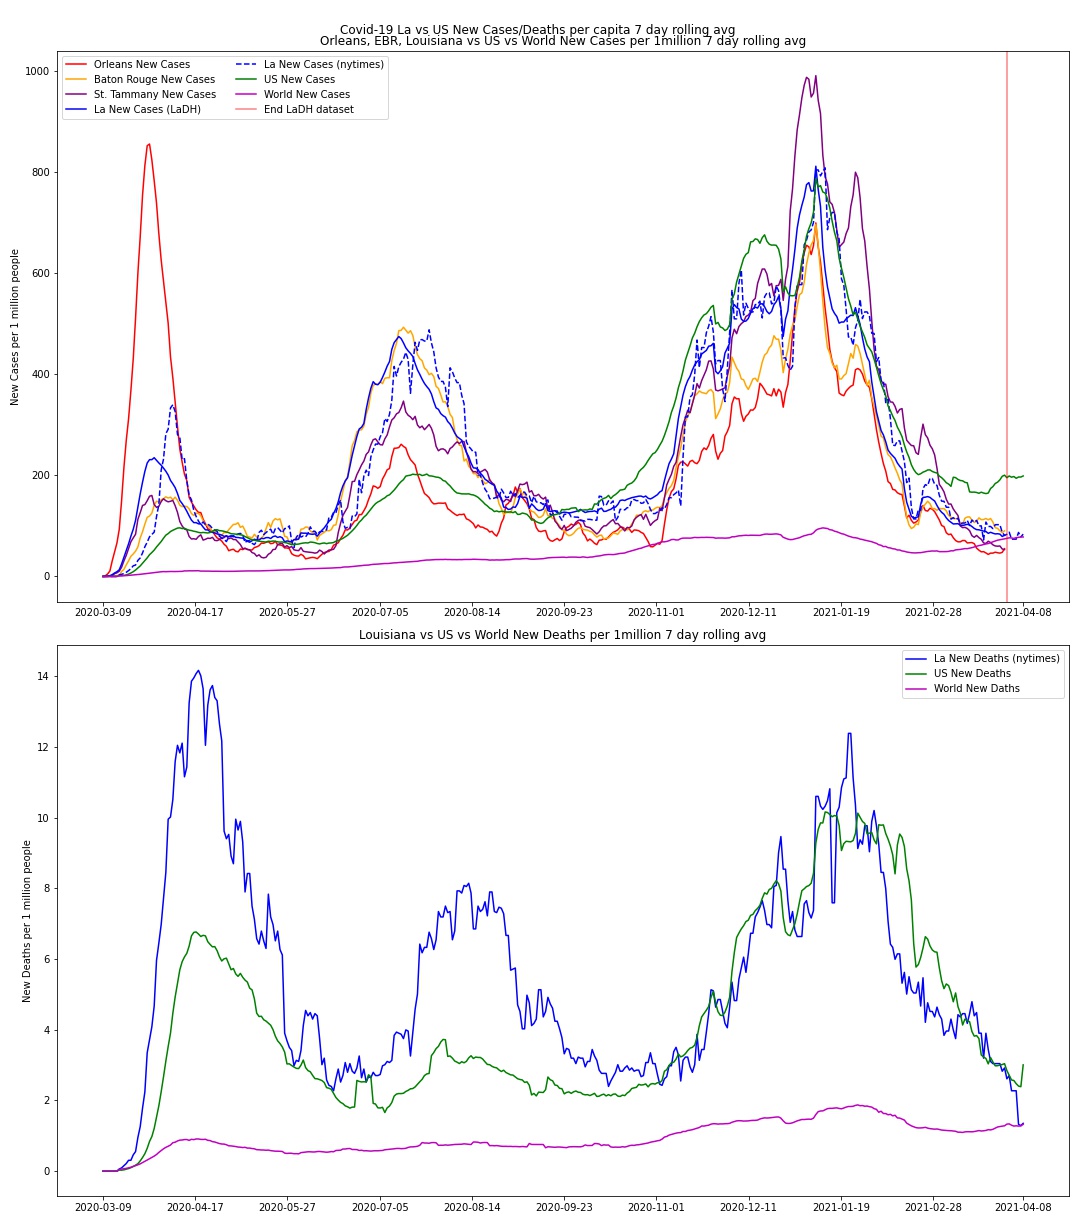 Covid-19 La vs US New Cases/Deaths per capita 7 day rolling avg
Orleans, EBR, Louisiana vs US vs World New Cases per 1million 7 day rolling avg
Orleans New Cases
Baton Rouge New Cases
St. Tammany New Cases
La New Cases (LaDH)
La New Cases (nytimes)
US New Cases
World New Cases
End LaDH dataset
New Cases per 1 million people
1000
800
600
400
200
0
2020-03-09 2020-04-17 2020-05-27 2020-07-05 2020-08-14 2020-09-23 2020-11-01 2020-12-11 2021-01-19 2021-02-28 2021-04-08
Louisiana vs US vs World New Deaths per 1million 7 day rolling avg
La New Deaths (nytimes)
US New Deaths
World New Daths
New Deaths per 1 million people
14
12
10
8
6
4
2
0
2020-03-09 2020-04-17 2020-05-27 2020-07-05 2020-08-14 2020-09-23 2020-11-01 2020-12-11 2021-01-19 2021-02-28 2021-04-08